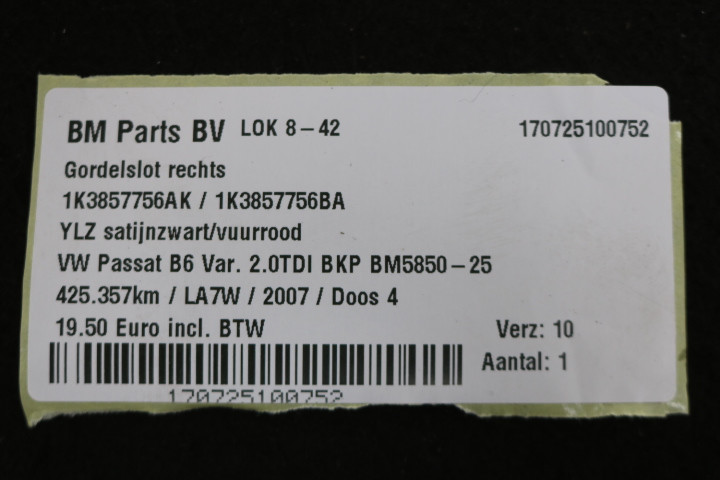 BM Parts BV LOK 8-42 170725100752
Gordelslot rechts
1K3857756AK / 1K3857756BA
YLZ satijnzwart/vuurrood
VW Passat B6 Var. 2.0TDI BKP BM5850-25
425.357km / LA7W / 2007 / Doos 4
19.50 Euro incl. BTW Verz: 10
Aantal: 1
170725100752